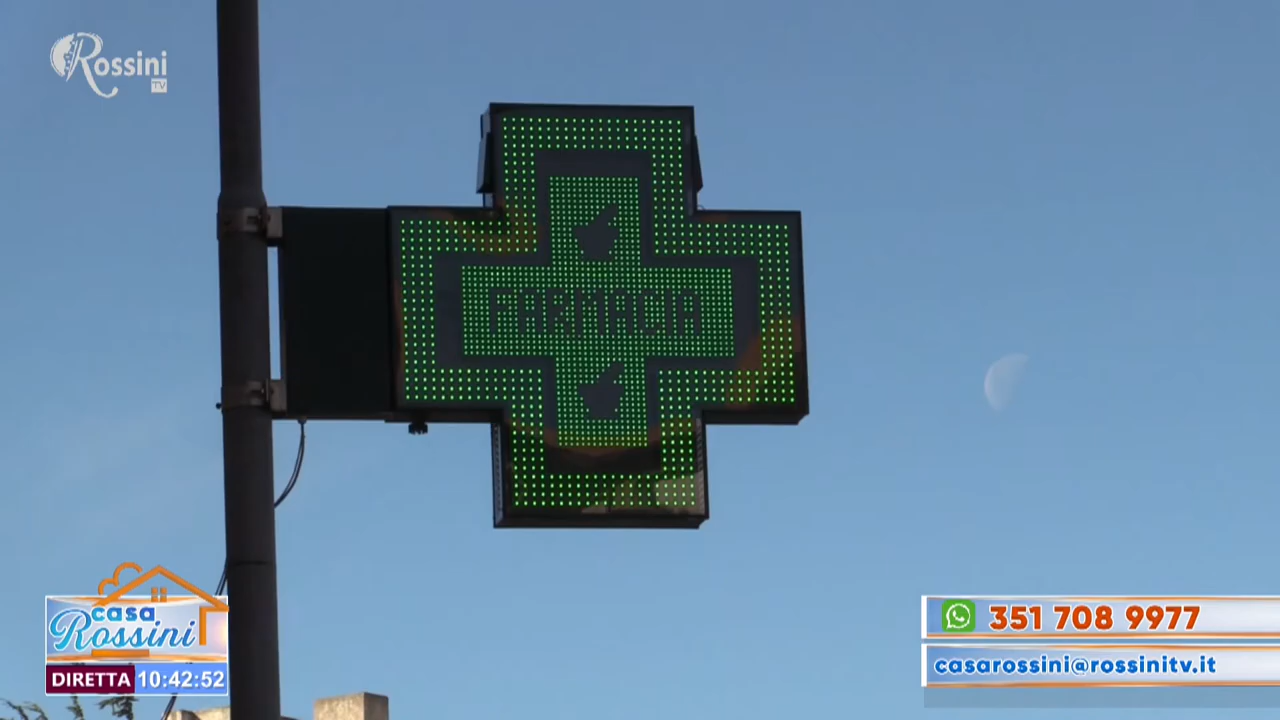 Rossini
TV
FARMACIA
casa
Rossini
DIRETTA 10:42:52
351 708 9977
casarossini@rossinitv.it